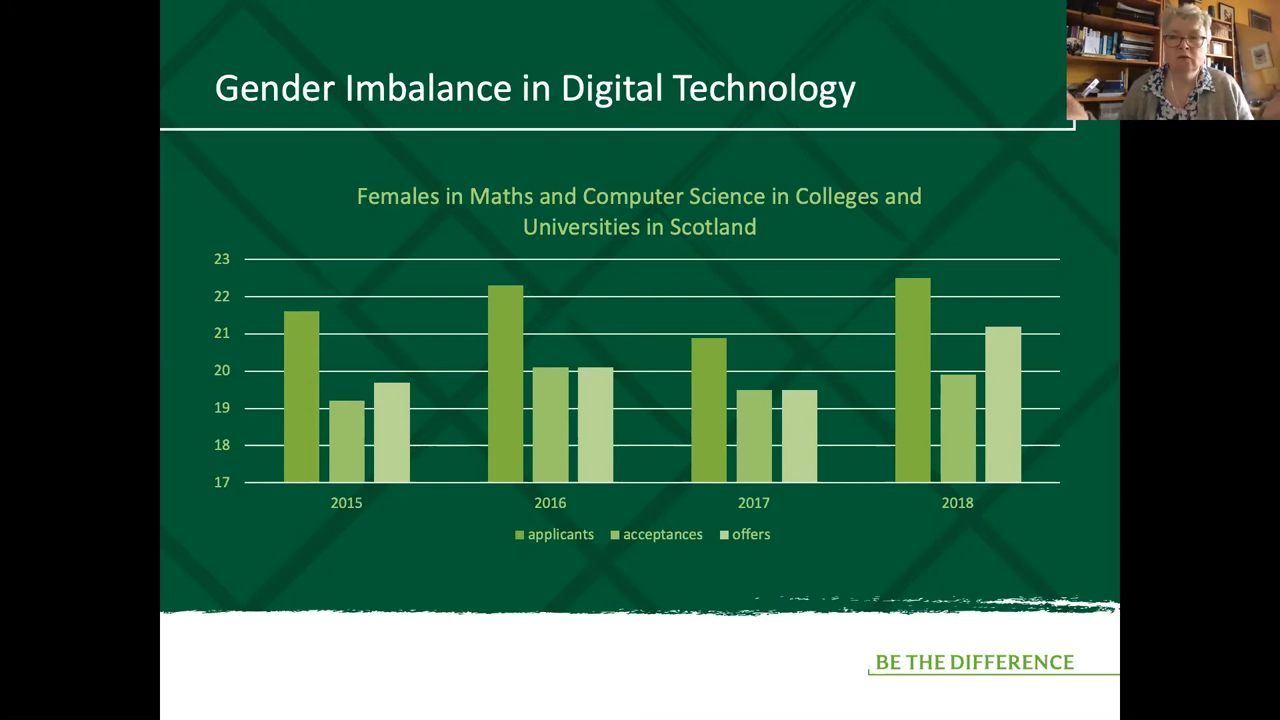 Gender Imbalance in Digital Technology
Females in Maths and Computer Science in Colleges and
Universities in Scotland
23
22
21
20
19
18
17
2015 2016 2017 2018
applicants acceptances offers
BE THE DIFFERENCE